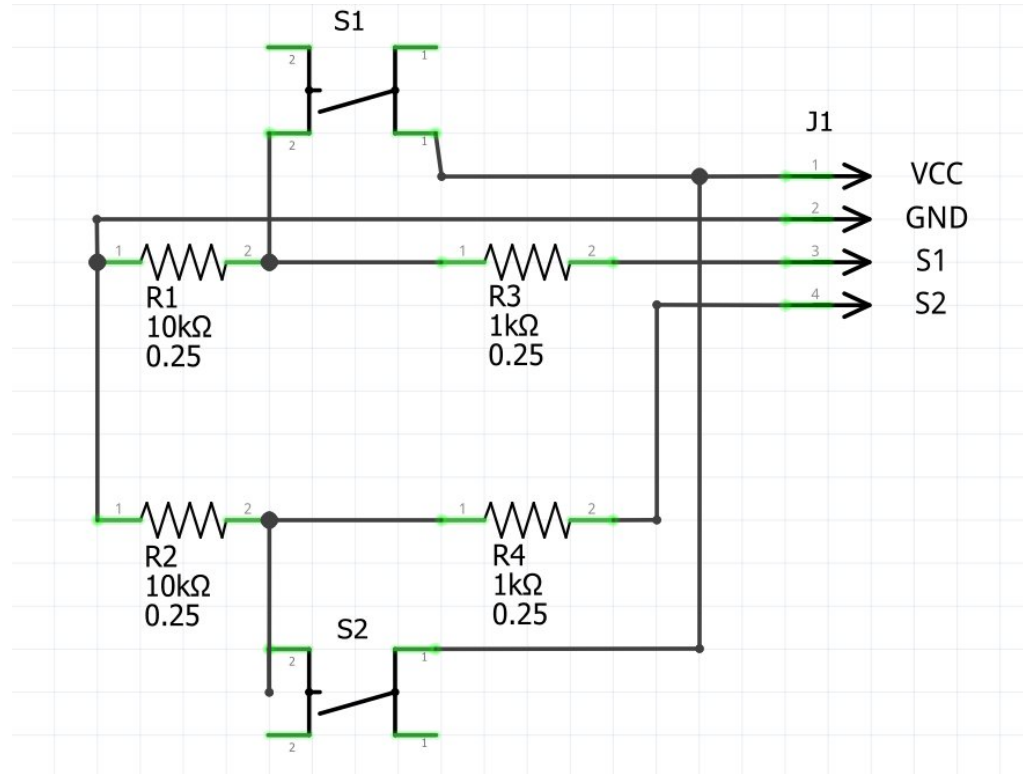 S1
2 1
2 1
J1
1 VCC
2 GND
1 2 1 2 3 S1
R1 R3 4 S2
10kΩ 1kΩ
0.25 0.25
1 2 1 2
R2 R4
10kΩ 1kΩ
0.25 0.25
S2
2 1
2 1